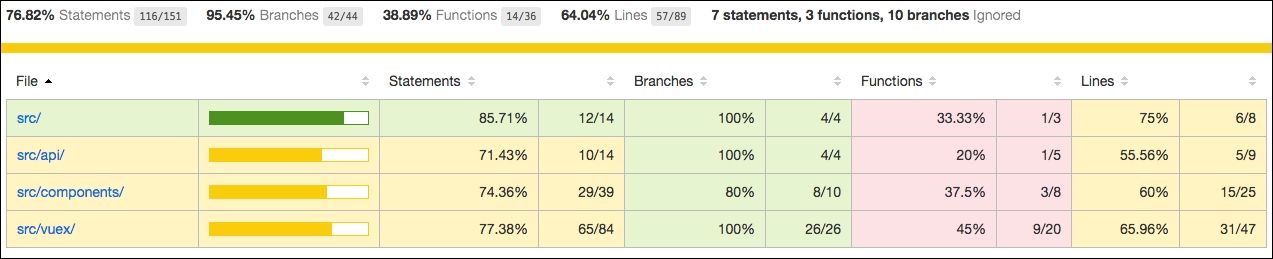 76.82% Statements 116/151 95.45% Branches 42/44 38.89% Functions 14/36 64.04% Lines 57/89 7 statements, 3 functions, 10 branches Ignored
File Statements Branches Functions Lines
src/ 85.71% 12/14 100% 4/4 33.33% 1/3 75% 6/8
src/api/ 71.43% 10/14 100% 4/4 20% 1/5 55.56% 5/9
src/components/ 74.36% 29/39 80% 8/10 37.5% 3/8 60% 15/25
src/vuex/ 77.38% 65/84 100% 26/26 45% 9/20 65.96% 31/47